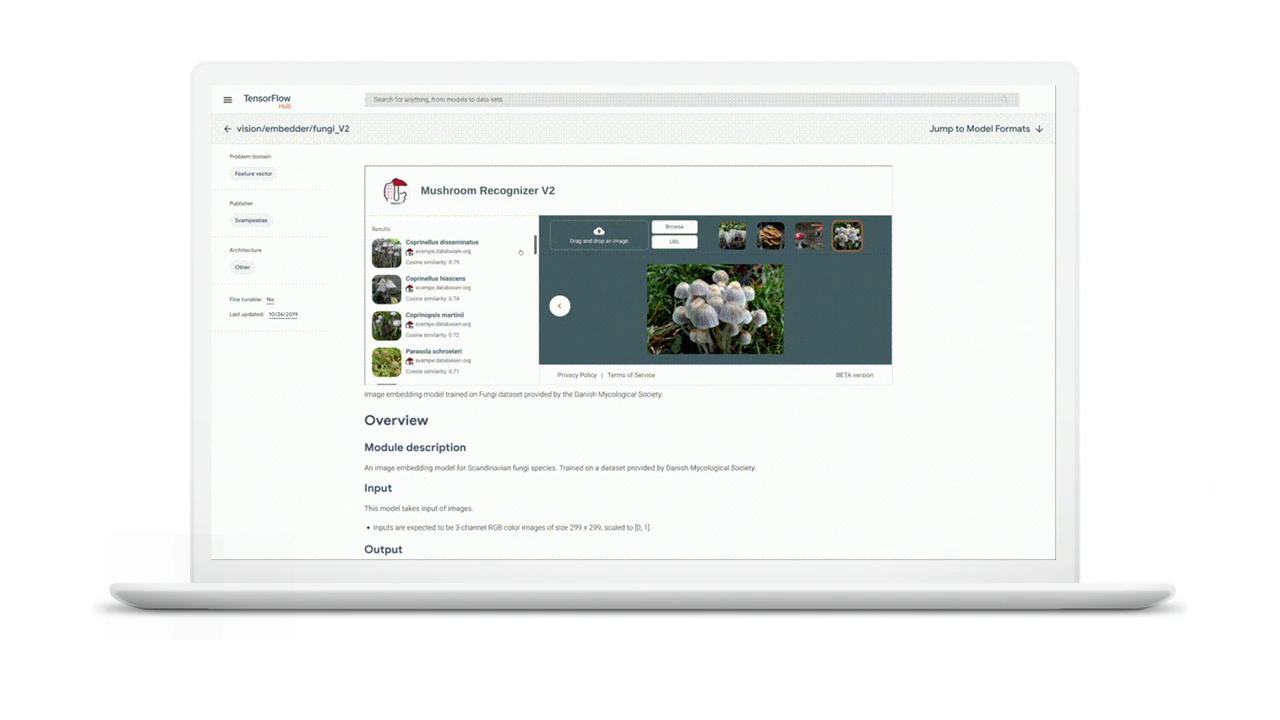 TensorFlow
Hub
Search for anything, from models to data sets
vision/embedder/fungi_V2
Jump to Model Formats
Problem domain
Feature vector
Publisher
Svampeatlas
Architecture
Other
Fine tunable: No
Last updated: 10/26/2019
Mushroom Recognizer V2
Results
Coprinellus disseminatus
svampe.databasen.org
Cosine similarity: 0.79
Coprinellus Nascens
svampe.databasen.org
Cosine similarity: 0.74
Coprinopsis martinii
svampe.databasen.org
Cosine similarity: 0.72
Parasola schroeteri
svampe.databasen.org
Cosine similarity: 0.71
Drag and drop an image
Browse
URL
Privacy Policy | Terms of Service
BETA version
Image embedding model trained on Fungi dataset provided by the Danish Mycological Society.
Overview
Module description
An image embedding model for Scandinavian fungi species. Trained on a dataset provided by Danish Mycological Society.
Input
This model takes input of images.
• Inputs are expected to be 3-channel RGB color images of size 299 x 299, scaled to [0, 1].
Output